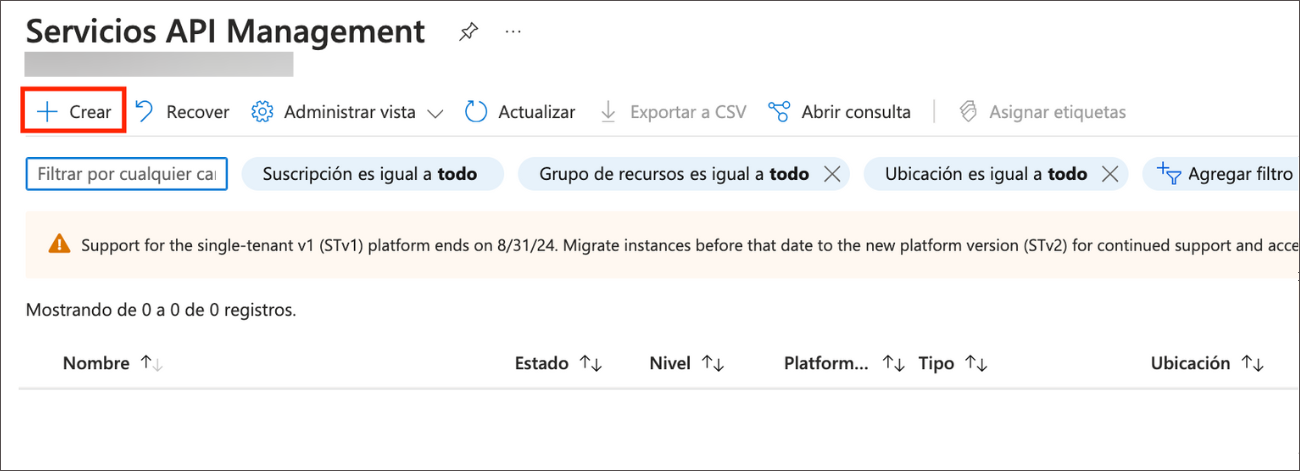 Servicios API Management
Crear Recover Administrar vista Actualizar Exportar a CSV Abrir consulta Asignar etiquetas
Filtrar por cualquier Suscripción es igual a todo Grupo de recursos es igual a todo Ubicación es igual a todo Agregar filtro
Support for the single-tenant v1 (STv1) platform ends on 8/31/24. Migrate instances before that date to the new platform version (STv2) for continued support and acce
Mostrando de 0 a 0 de 0 registros.
Nombre Estado Nivel Platform... Tipo Ubicación